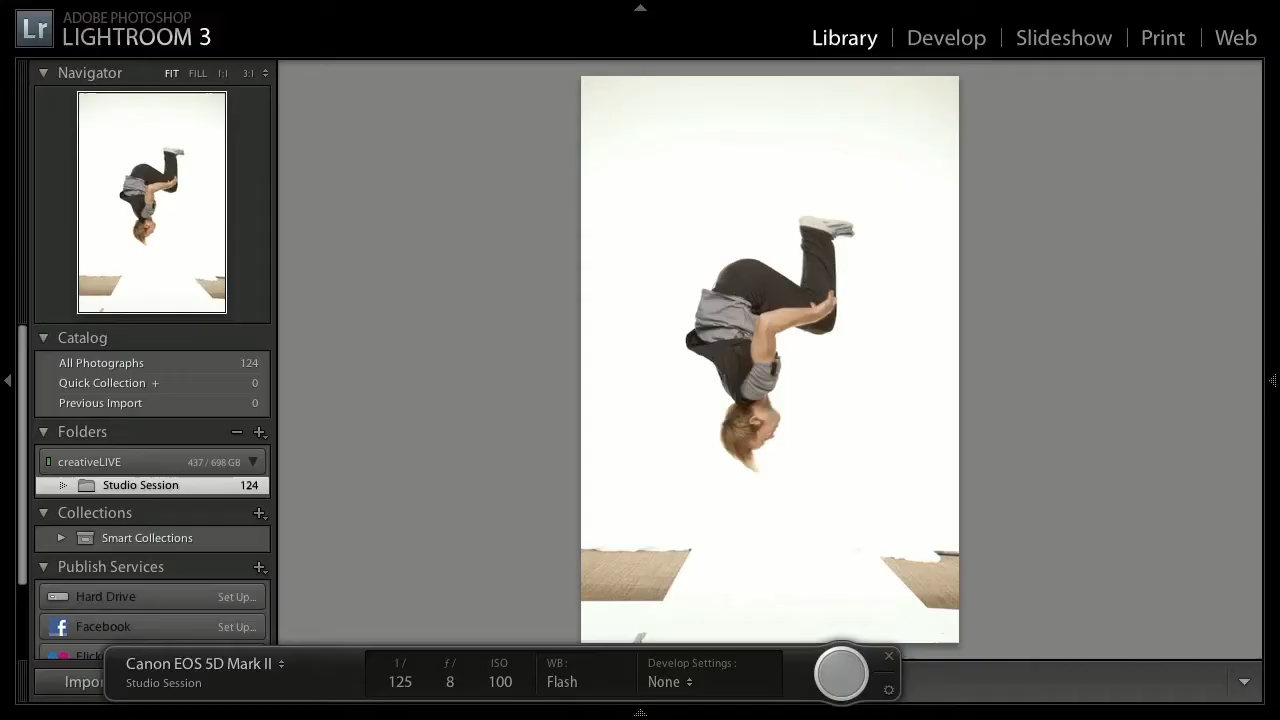 Lr ADOBE PHOTOSHOP
LIGHTROOM 3
Library | Develop | Slideshow | Print | Web
Navigator FIT FILL 1:1 3:1
Catalog
All Photographs 124
Quick Collection + 0
Previous Import 0
Folders
creativeLIVE 437 / 698 GB
Studio Session 124
Collections
Smart Collections
Publish Services
Hard Drive Set Up...
f Facebook Set Up...
Canon EOS 5D Mark II
Studio Session
1 / f / ISO WB: Develop Settings:
125 8 100 Flash None